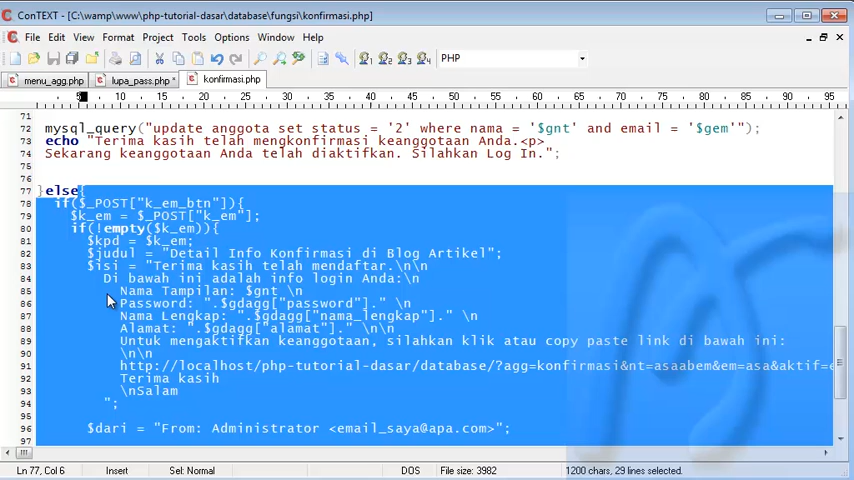 ConTEXT - [C:\wamp\www\php-tutorial-dasar\database\fungsi\konfirmasi.php]
File Edit View Format Project Tools Options Window Help
PHP
menu_agg.php lupa_pass.php * konfirmasi.php
5 10 15 20 25 30 35 40 45 50 55 60 65 70 75 80 85 90 95
71
72 mysql_query("update anggota set status = '2' where nama = '$gnt' and email = '$gem'");
73 echo "Terima kasih telah mengkonfirmasi keanggotaan Anda.<p>
74 Sekarang keanggotaan Anda telah diaktifkan. Silahkan Log In.";
75
76
77 }else{
78 if($_POST["k_em_btn"]){
79 $k_em = $_POST["k_em"];
80 if(!empty($k_em)){
81 $kpd = $k_em;
82 $judul = "Detail Info Konfirmasi di Blog Artikel";
83 $isi = "Terima kasih telah mendaftar.\n\n
84 Di bawah ini adalah info login Anda:
85 Nama Tampilan: $gnt \n
86 Password: ".$gdagg["password"]." \n
87 Nama Lengkap: ".$gdagg["nama_lengkap"]." \n
88 Alamat: ".$gdagg["alamat"]." \n\n
89 Untuk mengaktifkan keanggotaan, silahkan klik atau copy paste link di bawah ini:
90 \n\n
91 http://localhost/php-tutorial-dasar/database/?agg=konfirmasi&nt=asaabem&em=asa&aktif=e
92 Terima kasih
93 \nSalam
94 ";
95
96 $dari = "From: Administrator <email_saya@apa.com>";
97
Ln 77, Col 6 Insert Sel: Normal DOS File size: 3982 1200 chars, 29 lines selected.